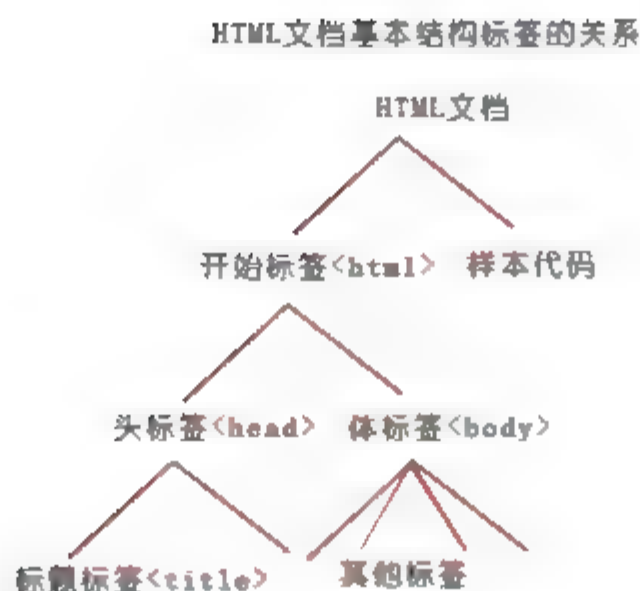 HTML文档基本结构标签的关系
HTML文档
开始标签<html> 样本代码
头标签<head> 体标签<body>
标题标签<title> 其他标签